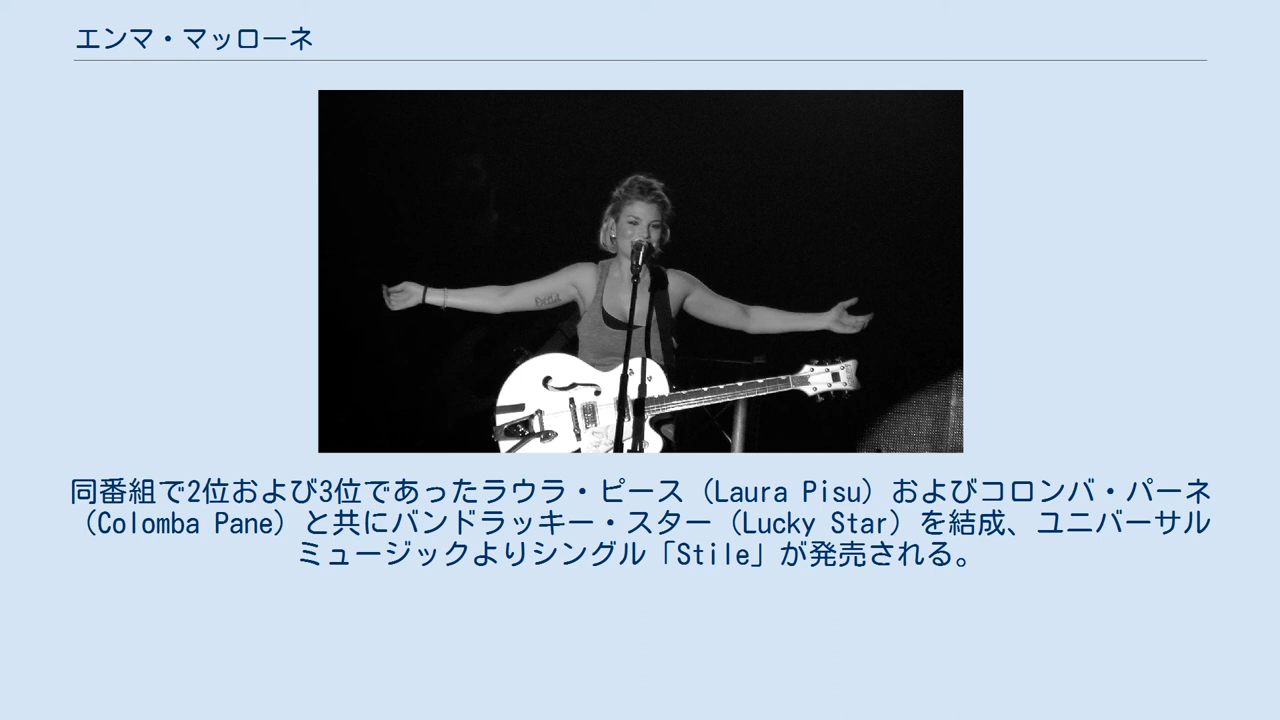 エンマ・マッローネ
同番組で2位および3位であったラウラ・ピース（Laura Pisu）およびコロンバ・パーネ
（Colomba Pane）と共にバンドラッキー・スター（Lucky Star）を結成、ユニバーサル
ミュージックよりシングル「Stile」が発売される。